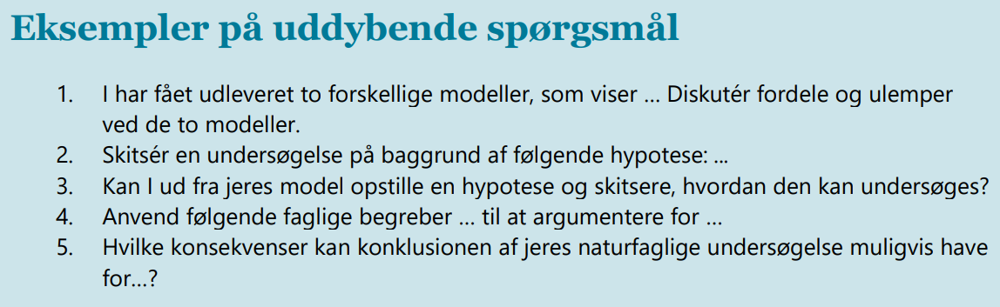 Eksempler på uddybende spørgsmål
1. I har fået udleveret to forskellige modeller, som viser ... Diskutér fordele og ulemper
ved de to modeller.
2. Skitsér en undersøgelse på baggrund af følgende hypotese: ...
3. Kan I ud fra jeres model opstille en hypotese og skitsere, hvordan den kan undersøges?
4. Anvend følgende faglige begreber ... til at argumentere for ...
5. Hvilke konsekvenser kan konklusionen af jeres naturfaglige undersøgelse muligvis have
for...?